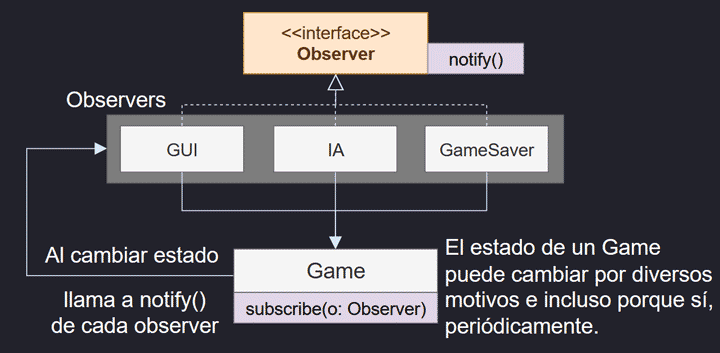 <<interface>>
Observer
notify()
Observers
GUI
IA
GameSaver
Al cambiar estado
llama a notify()
de cada observer
Game
subscribe(o: Observer)
El estado de un Game
puede cambiar por diversos
motivos e incluso porque sí,
periódicamente.